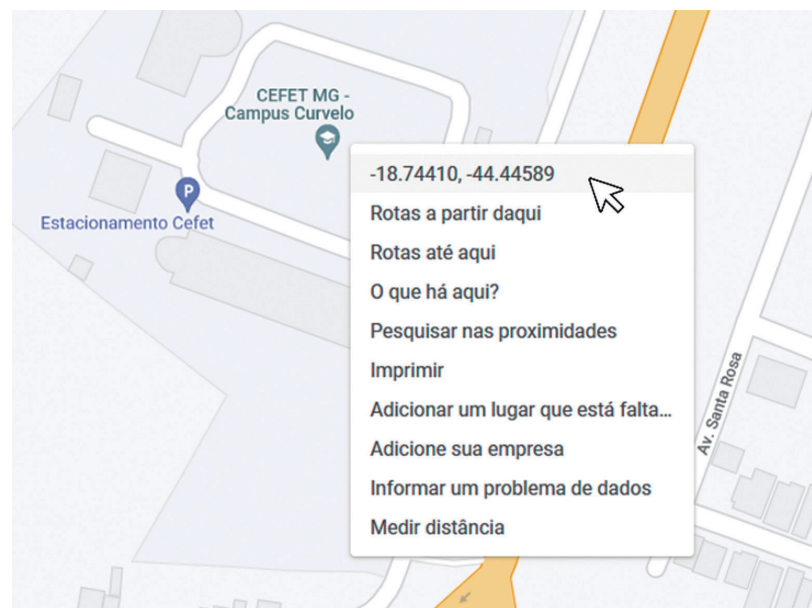 CEFET MG -
Campus Curvelo
P
Estacionamento Cefet
-18.74410, -44.44589
Rotas a partir daqui
Rotas até aqui
O que há aqui?
Pesquisar nas proximidades
Imprimir
Adicionar um lugar que está falta...
Adicione sua empresa
Informar um problema de dados
Medir distância
Av. Santa Rosa